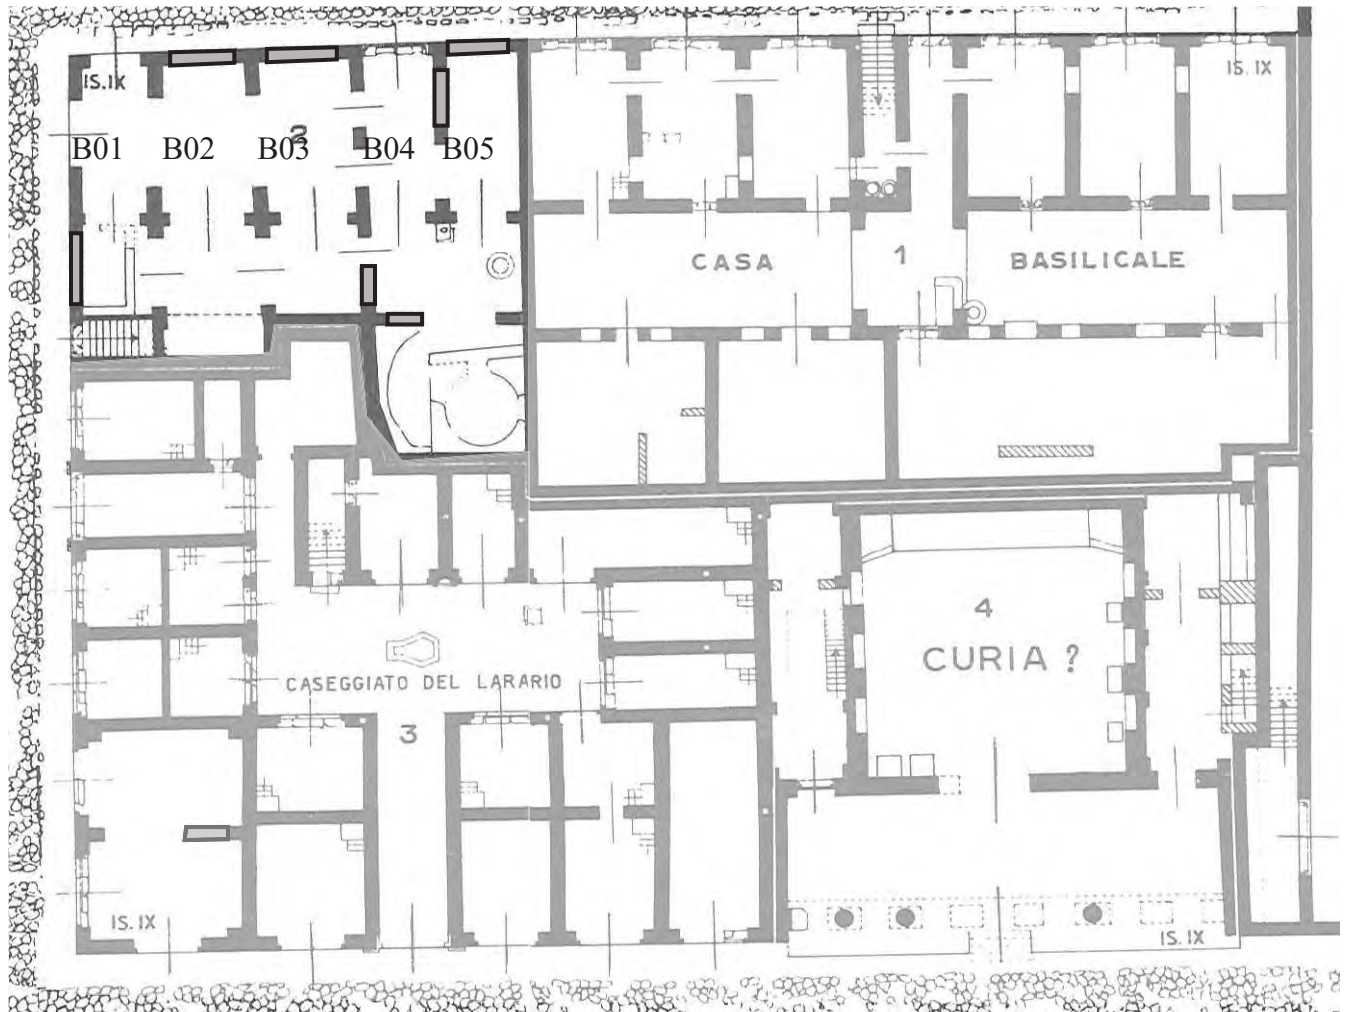 IS. IX
IS. IX
2
B01 B02 B03 B04 B05
CASA 1 BASILICALE
4
CURIA ?
CASEGGIATO DEL LARARIO
3
IS. IX
IS. IX